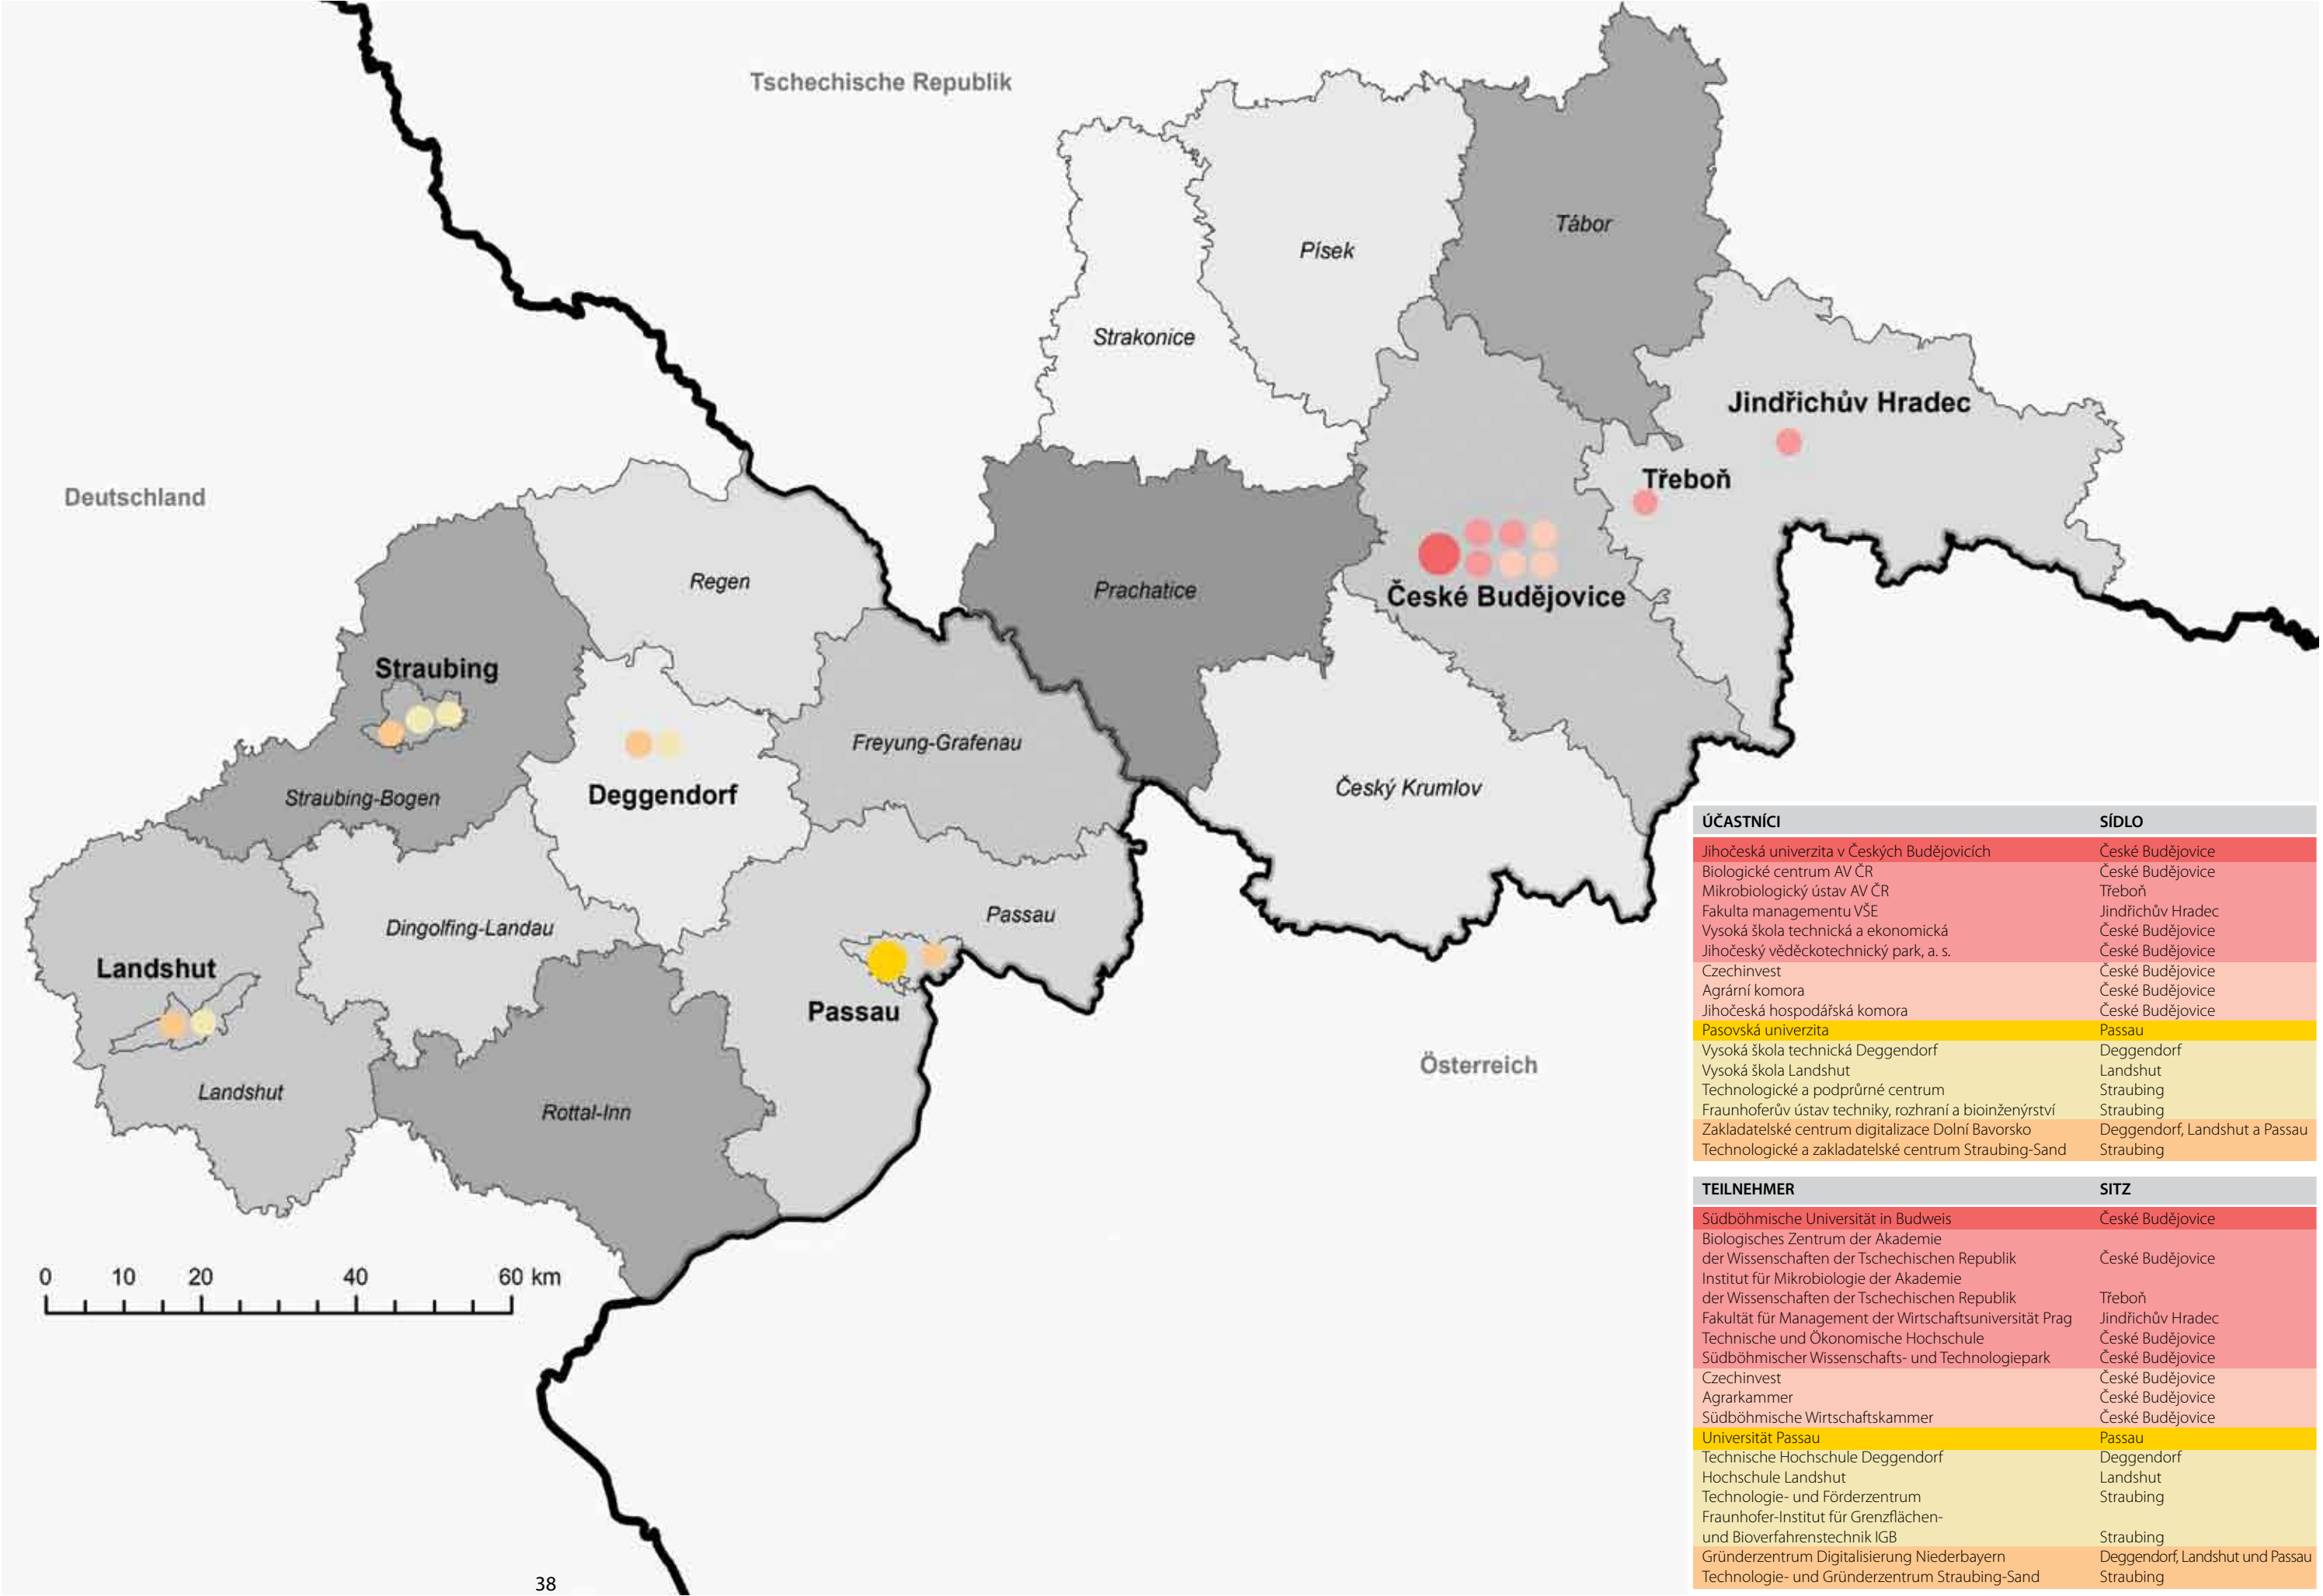 Tschechische Republik
Tábor
Písek
Strakonice
Jindřichův Hradec
Třeboň
Deutschland
Regen
Prachatice
České Budějovice
Straubing
Freyung-Grafenau
Straubing-Bogen
Deggendorf
Český Krumlov
Dingolfing-Landau
Passau
Landshut
Passau
Österreich
Landshut
Rottal-Inn
0 10 20 40 60 km
38
ÚČASTNÍCI SÍDLO
Jihočeská univerzita v Českých Budějovicích České Budějovice
Biologické centrum AV ČR České Budějovice
Mikrobiologický ústav AV ČR Třeboň
Fakulta managementu VŠE Jindřichův Hradec
Vysoká škola technická a ekonomická České Budějovice
Jihočeský věděckotechnický park, a. s. České Budějovice
Czechinvest České Budějovice
Agrární komora České Budějovice
Jihočeská hospodářská komora České Budějovice
Pasovská univerzita Passau
Vysoká škola technická Deggendorf Deggendorf
Vysoká škola Landshut Landshut
Technologické a podprůrné centrum Straubing
Fraunhoferův ústav techniky, rozhraní a bioinženýrství Straubing
Zakladatelské centrum digitalizace Dolní Bavorsko Deggendorf, Landshut a Passau
Technologické a zakladatelské centrum Straubing-Sand Straubing
TEILNEHMER SITZ
Südböhmische Universität in Budweis České Budějovice
Biologisches Zentrum der Akademie
der Wissenschaften der Tschechischen Republik České Budějovice
Institut für Mikrobiologie der Akademie
der Wissenschaften der Tschechischen Republik Třeboň
Fakultät für Management der Wirtschaftsuniversität Prag Jindřichův Hradec
Technische und Ökonomische Hochschule České Budějovice
Südböhmischer Wissenschafts- und Technologiepark České Budějovice
Czechinvest České Budějovice
Agrarkammer České Budějovice
Südböhmische Wirtschaftskammer České Budějovice
Universität Passau Passau
Technische Hochschule Deggendorf Deggendorf
Hochschule Landshut Landshut
Technologie- und Förderzentrum Straubing
Fraunhofer-Institut für Grenzflächen-
und Bioverfahrenstechnik IGB Straubing
Gründerzentrum Digitalisierung Niederbayern Deggendorf, Landshut und Passau
Technologie- und Gründerzentrum Straubing-Sand Straubing